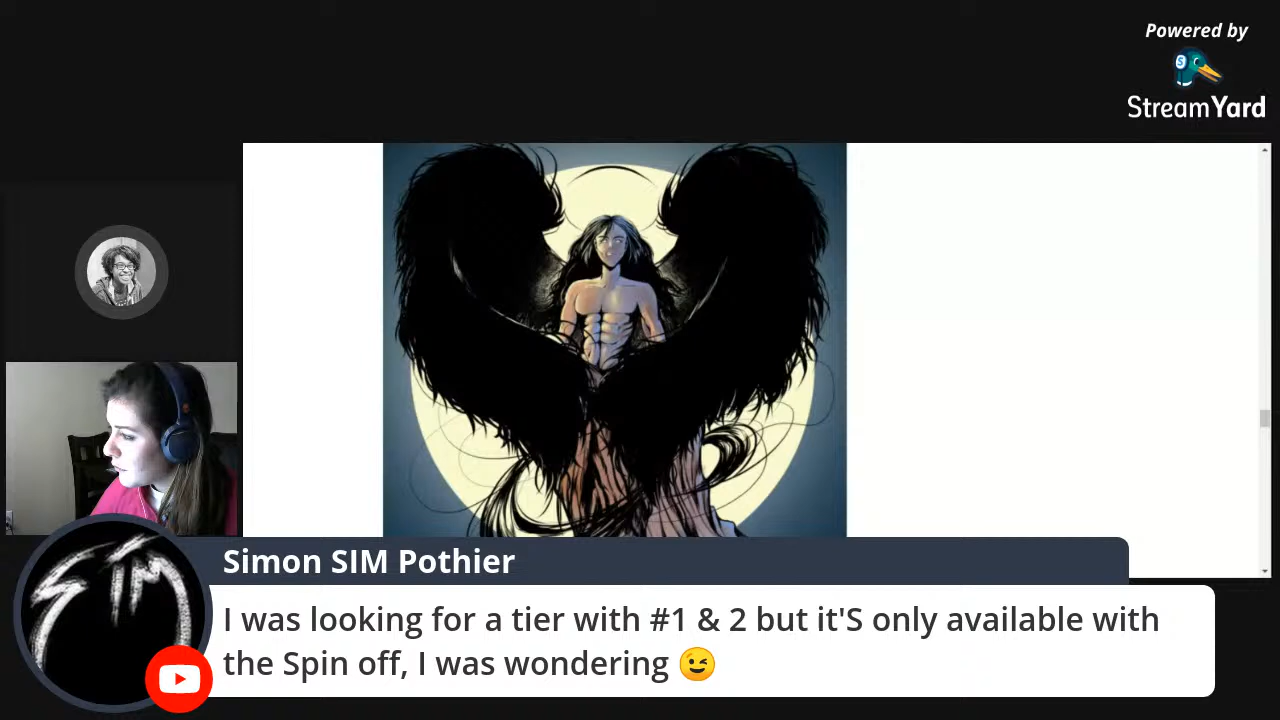 Powered by
StreamYard
SIM
Simon SIM Pothier
I was looking for a tier with #1 & 2 but it'S only available with
the Spin off, I was wondering 😉